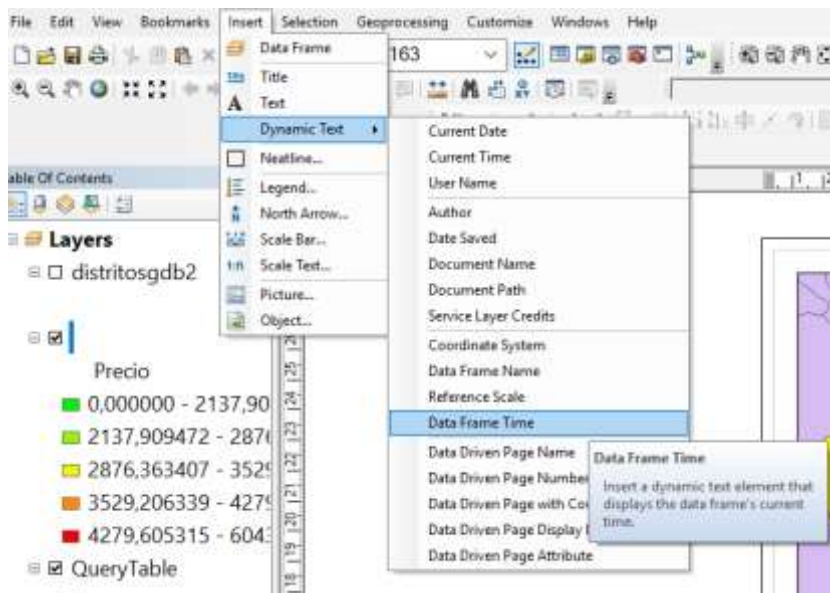 File Edit View Bookmarks Insert Selection Geoprocessing Customize Windows Help
163
Data Frame
Title
Text
Dynamic Text
Neatline...
Legend...
North Arrow...
Scale Bar...
Scale Text...
Picture...
Object...
Current Date
Current Time
User Name
Author
Date Saved
Document Name
Document Path
Service Layer Credits
Coordinate System
Data Frame Name
Reference Scale
Data Frame Time
Data Driven Page Name
Data Driven Page Number
Data Driven Page with Co
Data Driven Page Display
Data Driven Page Attribute
Data Frame Time
Insert a dynamic text element that
displays the data frame's current
time.
able Of Contents
Layers
distritosgdb2
Precio
0,000000 - 2137,90
2137,909472 - 287
2876,363407 - 352
3529,206339 - 427
4279,605315 - 604
QueryTable